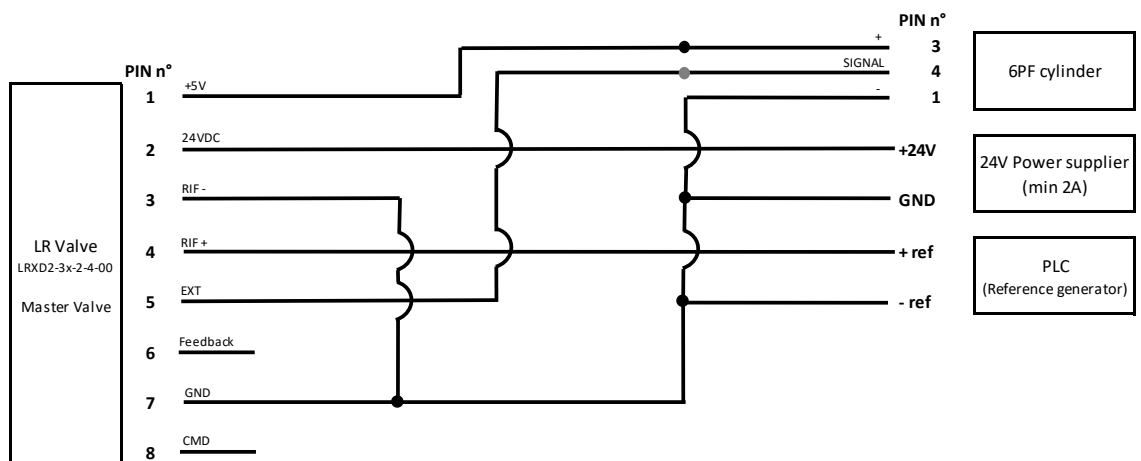 PIN n°
1
+5V
2
24VDC
3
RIF -
4
RIF +
5
EXT
6
Feedback
7
GND
8
CMD
LR Valve
LRXD2-3x-2-4-00
Master Valve
PIN n°
+
3
SIGNAL
4
-
1
+24V
GND
+ ref
- ref
6PF cylinder
24V Power supplier
(min 2A)
PLC
(Reference generator)